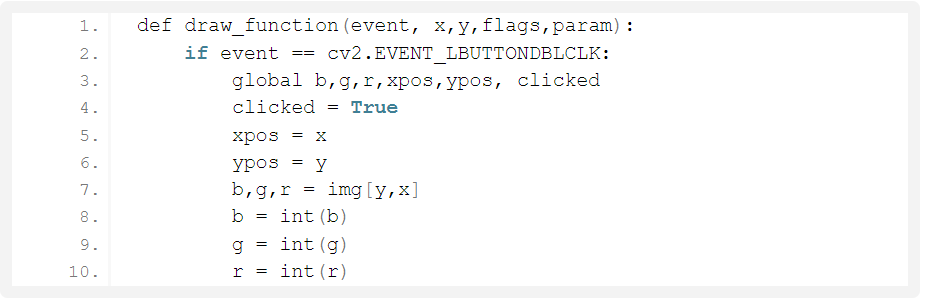 1. def draw_function(event, x,y,flags,param):
2.     if event == cv2.EVENT_LBUTTONDBLCLK:
3.         global b,g,r,xpos,ypos, clicked
4.         clicked = True
5.         xpos = x
6.         ypos = y
7.         b,g,r = img[y,x]
8.         b = int(b)
9.         g = int(g)
10.         r = int(r)